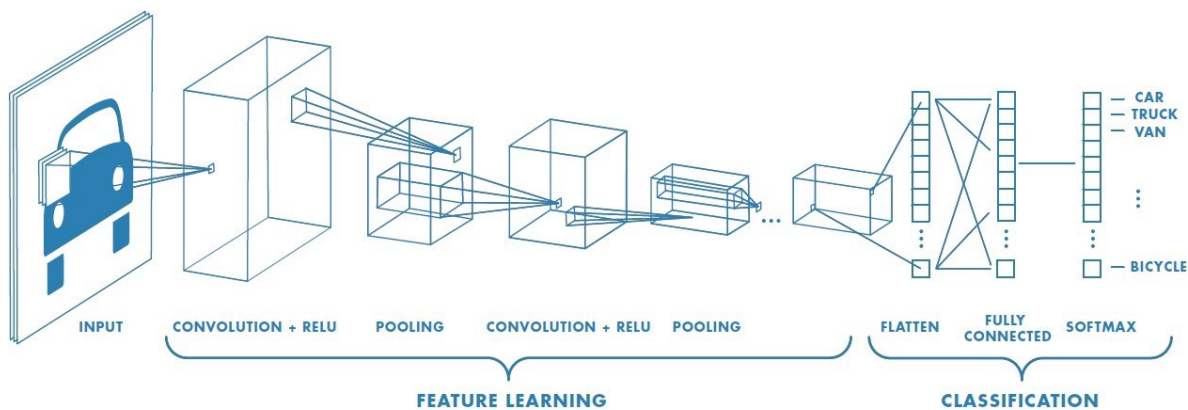 CAR
TRUCK
VAN
BICYCLE
INPUT
CONVOLUTION + RELU
POOLING
CONVOLUTION + RELU
POOLING
FLATTEN
FULLY
CONNECTED
SOFTMAX
FEATURE LEARNING
CLASSIFICATION